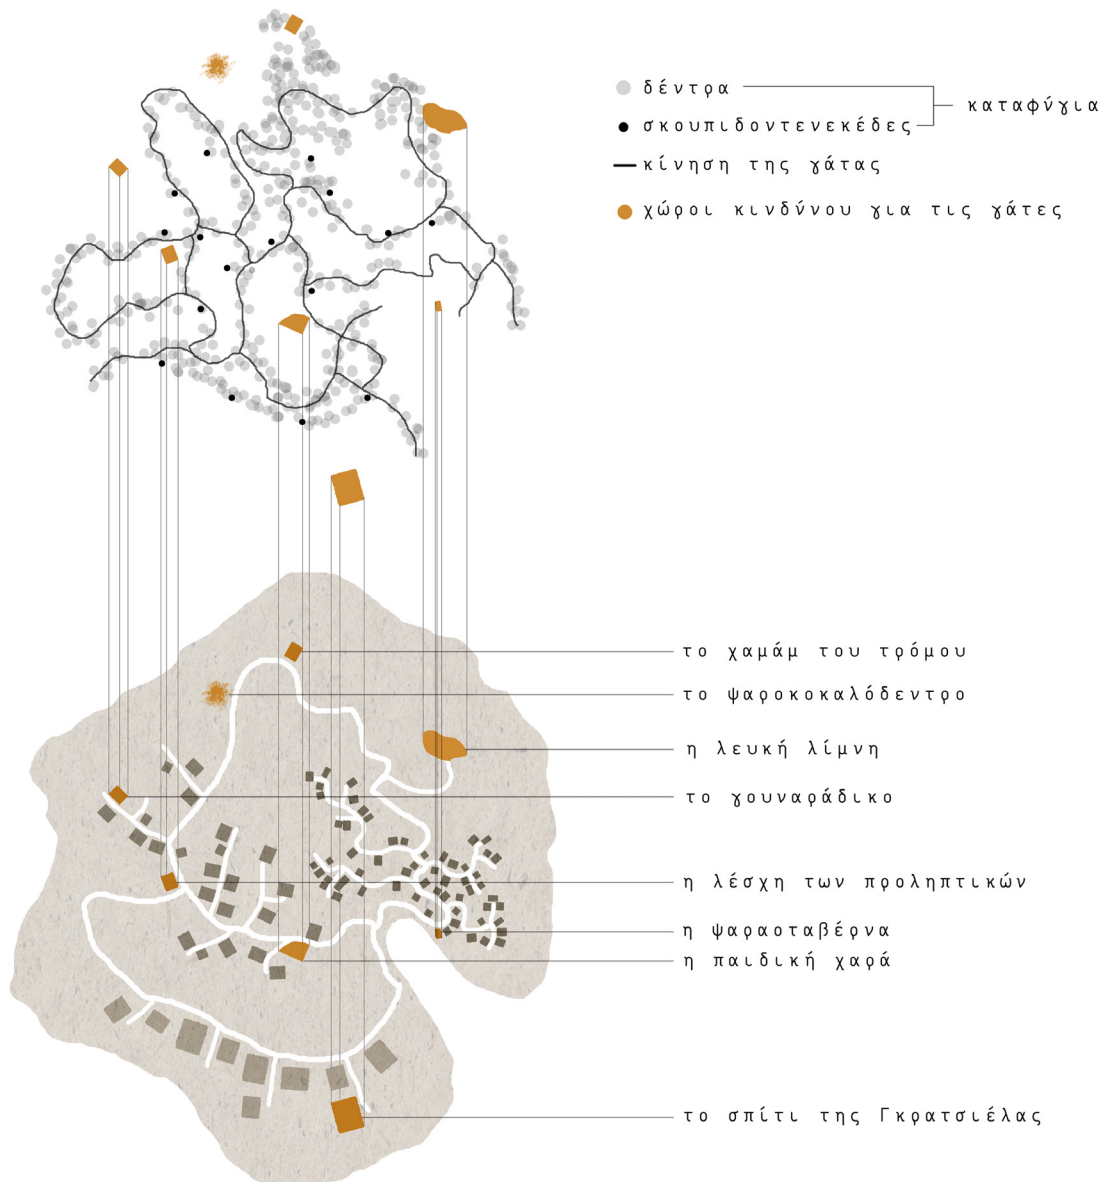 δέντρα
καταφύγια
σκουπιδοντενεκέδες
κίνηση της γάτας
χώροι κινδύνου για τις γάτες
το χαμάμ του τρόμου
το ψαροκοκαλόδεντρο
η λευκή λίμνη
το γουναράδικο
η λέσχη των προληπτικών
η ψαραοταβέρνα
η παιδική χαρά
το σπίτι της Γκρατσιέλας